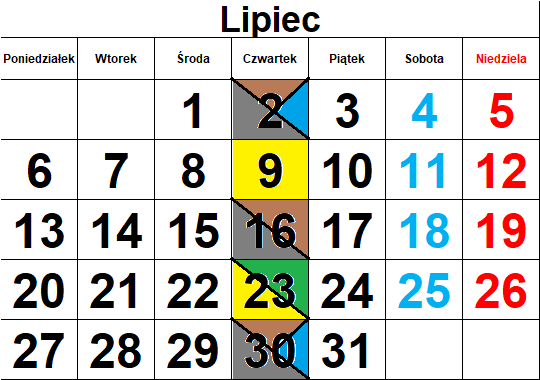 Lipiec
Poniedziałek Wtorek Środa Czwartek Piątek Sobota Niedziela
1 2 3 4 5
6 7 8 9 10 11 12
13 14 15 16 17 18 19
20 21 22 23 24 25 26
27 28 29 30 31